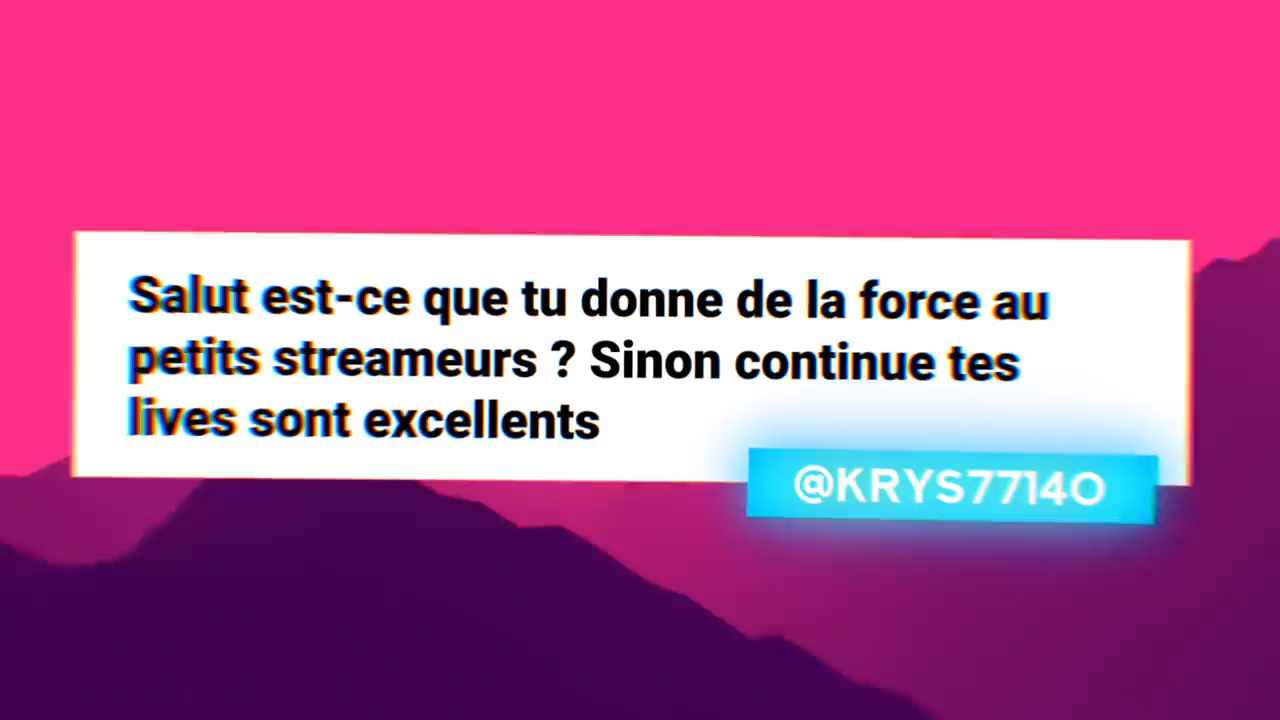 Salut est-ce que tu donne de la force au
petits streameurs ? Sinon continue tes
lives sont excellents
@KRYS77140